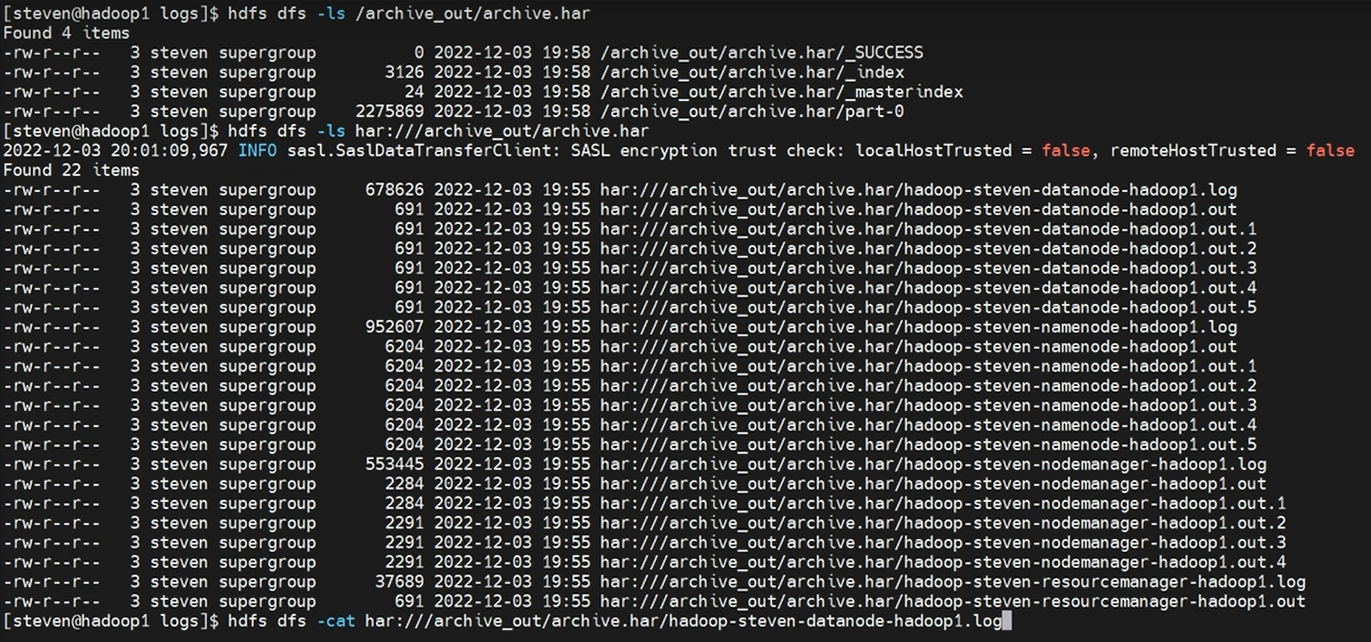 [steven@hadoop1 logs]$ hdfs dfs -ls /archive_out/archive.har
Found 4 items
-rw-r--r--   3 steven supergroup          0 2022-12-03 19:58 /archive_out/archive.har/_SUCCESS
-rw-r--r--   3 steven supergroup       3126 2022-12-03 19:58 /archive_out/archive.har/_index
-rw-r--r--   3 steven supergroup         24 2022-12-03 19:58 /archive_out/archive.har/_masterindex
-rw-r--r--   3 steven supergroup    2275869 2022-12-03 19:58 /archive_out/archive.har/part-0
[steven@hadoop1 logs]$ hdfs dfs -ls har:///archive_out/archive.har
2022-12-03 20:01:09,967 INFO sasl.SaslDataTransferClient: SASL encryption trust check: localHostTrusted = false, remoteHostTrusted = false
Found 22 items
-rw-r--r--   3 steven supergroup     678626 2022-12-03 19:55 har:///archive_out/archive.har/hadoop-steven-datanode-hadoop1.log
-rw-r--r--   3 steven supergroup        691 2022-12-03 19:55 har:///archive_out/archive.har/hadoop-steven-datanode-hadoop1.out
-rw-r--r--   3 steven supergroup        691 2022-12-03 19:55 har:///archive_out/archive.har/hadoop-steven-datanode-hadoop1.out.1
-rw-r--r--   3 steven supergroup        691 2022-12-03 19:55 har:///archive_out/archive.har/hadoop-steven-datanode-hadoop1.out.2
-rw-r--r--   3 steven supergroup        691 2022-12-03 19:55 har:///archive_out/archive.har/hadoop-steven-datanode-hadoop1.out.3
-rw-r--r--   3 steven supergroup        691 2022-12-03 19:55 har:///archive_out/archive.har/hadoop-steven-datanode-hadoop1.out.4
-rw-r--r--   3 steven supergroup        691 2022-12-03 19:55 har:///archive_out/archive.har/hadoop-steven-datanode-hadoop1.out.5
-rw-r--r--   3 steven supergroup     952607 2022-12-03 19:55 har:///archive_out/archive.har/hadoop-steven-namenode-hadoop1.log
-rw-r--r--   3 steven supergroup       6204 2022-12-03 19:55 har:///archive_out/archive.har/hadoop-steven-namenode-hadoop1.out
-rw-r--r--   3 steven supergroup       6204 2022-12-03 19:55 har:///archive_out/archive.har/hadoop-steven-namenode-hadoop1.out.1
-rw-r--r--   3 steven supergroup       6204 2022-12-03 19:55 har:///archive_out/archive.har/hadoop-steven-namenode-hadoop1.out.2
-rw-r--r--   3 steven supergroup       6204 2022-12-03 19:55 har:///archive_out/archive.har/hadoop-steven-namenode-hadoop1.out.3
-rw-r--r--   3 steven supergroup       6204 2022-12-03 19:55 har:///archive_out/archive.har/hadoop-steven-namenode-hadoop1.out.4
-rw-r--r--   3 steven supergroup       6204 2022-12-03 19:55 har:///archive_out/archive.har/hadoop-steven-namenode-hadoop1.out.5
-rw-r--r--   3 steven supergroup     553445 2022-12-03 19:55 har:///archive_out/archive.har/hadoop-steven-nodemanager-hadoop1.log
-rw-r--r--   3 steven supergroup       2284 2022-12-03 19:55 har:///archive_out/archive.har/hadoop-steven-nodemanager-hadoop1.out
-rw-r--r--   3 steven supergroup       2284 2022-12-03 19:55 har:///archive_out/archive.har/hadoop-steven-nodemanager-hadoop1.out.1
-rw-r--r--   3 steven supergroup       2291 2022-12-03 19:55 har:///archive_out/archive.har/hadoop-steven-nodemanager-hadoop1.out.2
-rw-r--r--   3 steven supergroup       2291 2022-12-03 19:55 har:///archive_out/archive.har/hadoop-steven-nodemanager-hadoop1.out.3
-rw-r--r--   3 steven supergroup       2291 2022-12-03 19:55 har:///archive_out/archive.har/hadoop-steven-nodemanager-hadoop1.out.4
-rw-r--r--   3 steven supergroup      37689 2022-12-03 19:55 har:///archive_out/archive.har/hadoop-steven-resourcemanager-hadoop1.log
-rw-r--r--   3 steven supergroup        691 2022-12-03 19:55 har:///archive_out/archive.har/hadoop-steven-resourcemanager-hadoop1.out
[steven@hadoop1 logs]$ hdfs dfs -cat har:///archive_out/archive.har/hadoop-steven-datanode-hadoop1.log